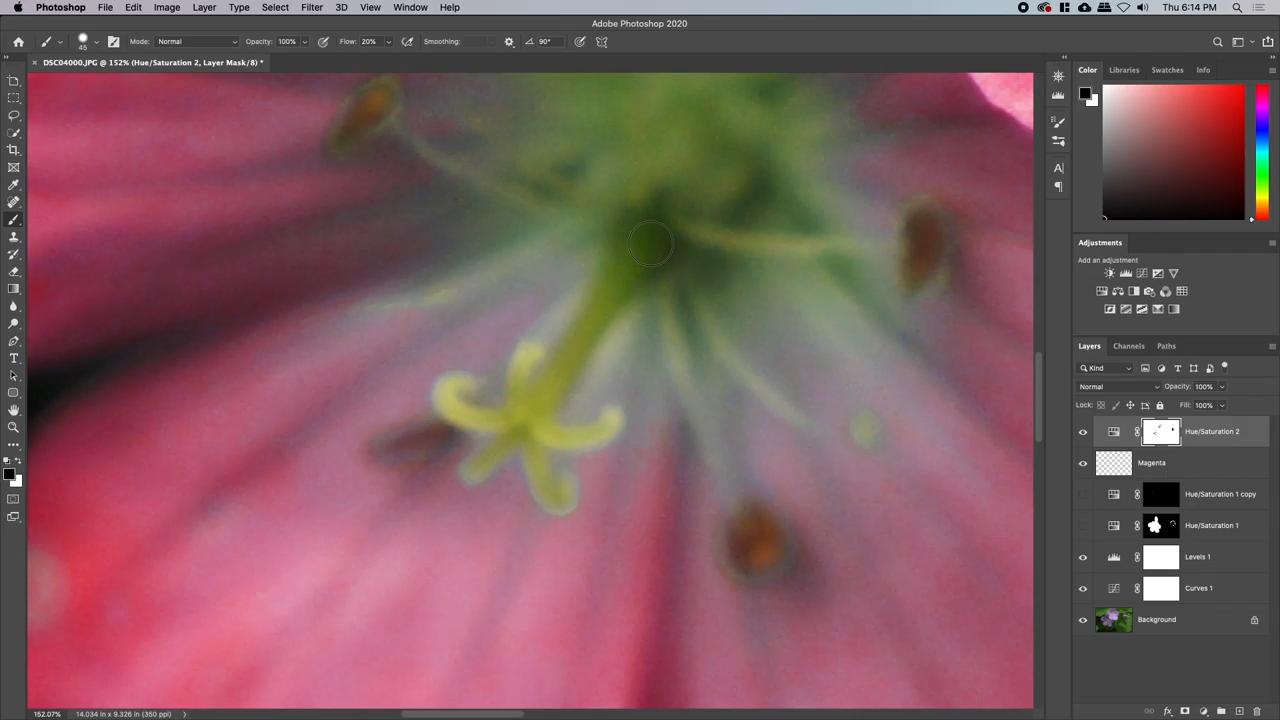 Photoshop File Edit Image Layer Type Select Filter 3D View Window Help Thu 6:14 PM
Adobe Photoshop 2020
45 Mode: Normal Opacity: 100% Flow: 20% Smoothing: 90°
× DSC04000.JPG @ 152% (Hue/Saturation 2, Layer Mask/8) *
Color Libraries Swatches Info
Adjustments
Add an adjustment
Layers Channels Paths
Kind
Normal Opacity: 100%
Lock: Fill: 100%
Hue/Saturation 2
Magenta
Hue/Saturation 1 copy
Hue/Saturation 1
Levels 1
Curves 1
Background
152.07% 14.034 in x 9.326 in (350 ppi)